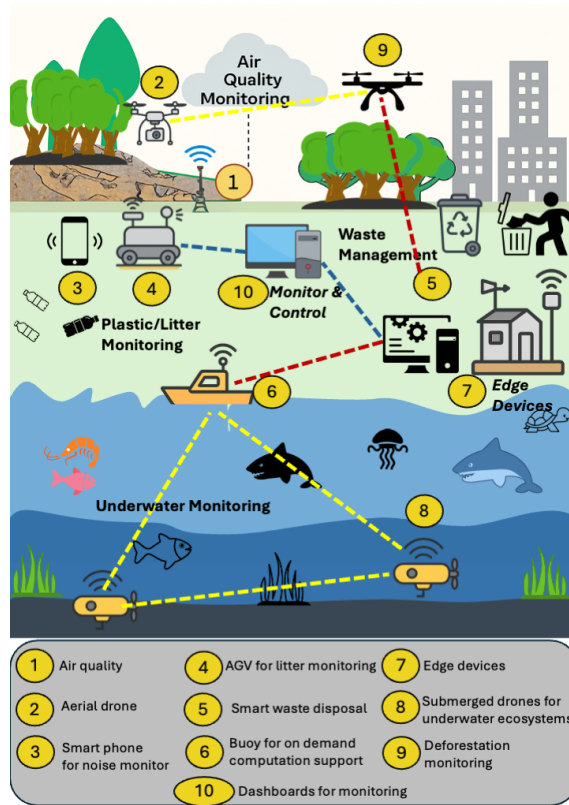 Air
Quality
Monitoring
9
2
1
Waste
Management
3
4
10
Monitor &
Control
5
Plastic/Litter
Monitoring
6
7
Edge
Devices
Underwater Monitoring
8
1 Air quality
4 AGV for litter monitoring
7 Edge devices
2 Aerial drone
5 Smart waste disposal
8 Submerged drones for
underwater ecosystems
3 Smart phone
for noise monitor
6 Buoy for on demand
computation support
9 Deforestation
monitoring
10 Dashboards for monitoring